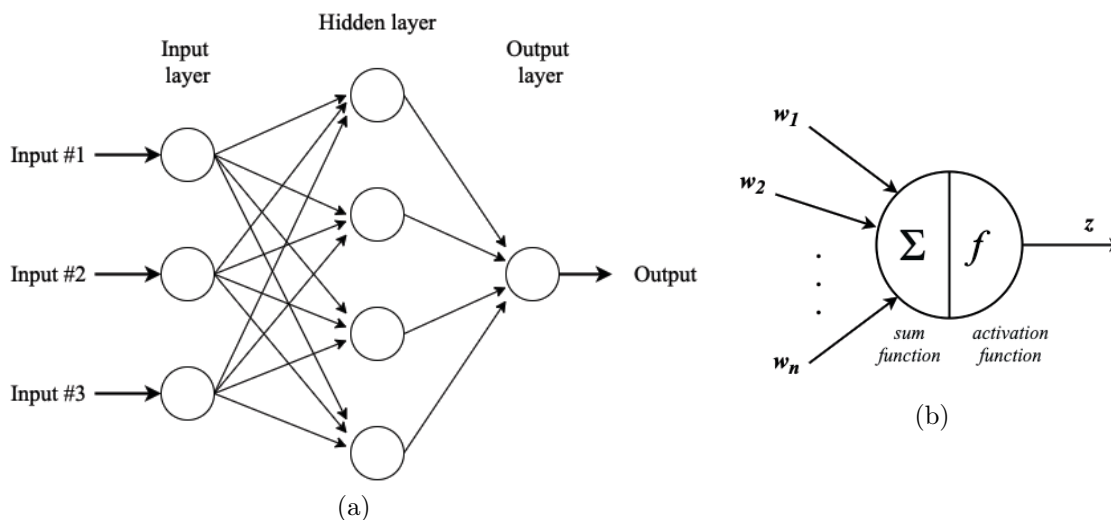 Hidden layer
Input
layer
Output
layer
Input #1
Input #2
Input #3
Output
(a)
w1
w2
.
.
.
wn
Σ f
z
sum
function
activation
function
(b)